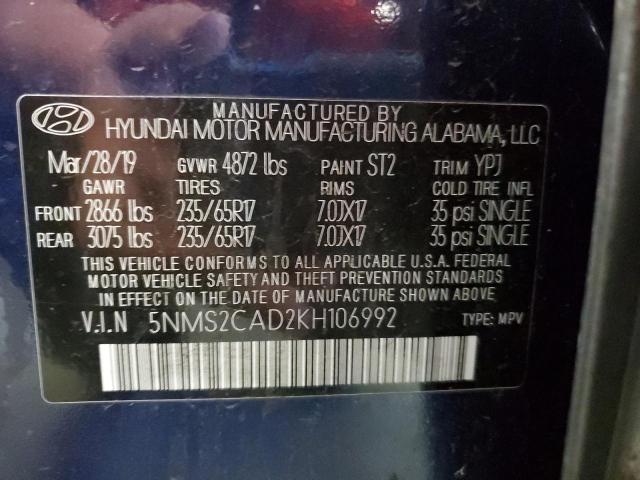 MANUFACTURED BY
HYUNDAI MOTOR MANUFACTURING ALABAMA, LLC
Mar/28/19 GVWR 4872 lbs PAINT ST2 TRIM YPJ
GAWR TIRES RIMS COLD TIRE INFL
FRONT 2866 lbs 235/65R17 7.0JX17 35 psi SINGLE
REAR 3075 lbs 235/65R17 7.0JX17 35 psi SINGLE
THIS VEHICLE CONFORMS TO ALL APPLICABLE U.S.A. FEDERAL
MOTOR VEHICLE SAFETY AND THEFT PREVENTION STANDARDS
IN EFFECT ON THE DATE OF MANUFACTURE SHOWN ABOVE.
V.I.N 5NMS2CAD2KH106992 TYPE: MPV